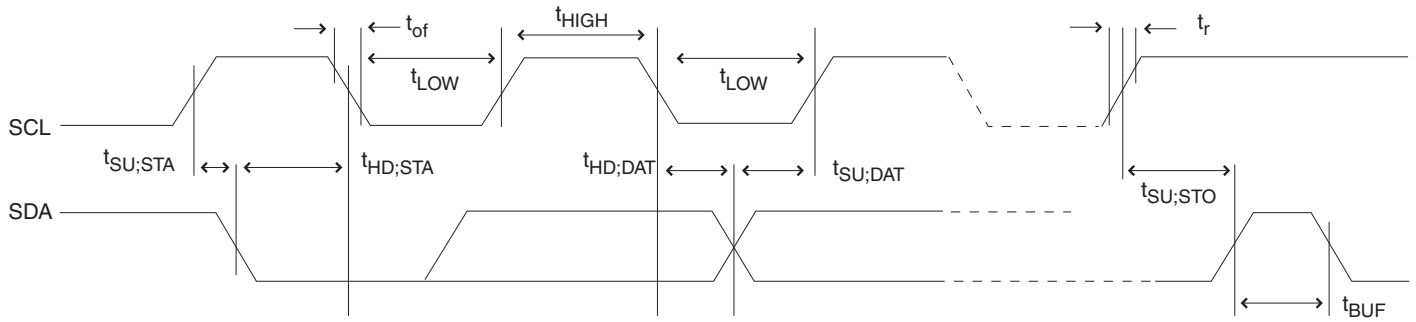 t_of
t_HIGH
t_r
t_LOW
t_LOW
SCL
t_SU;STA
t_HD;STA
t_HD;DAT
t_SU;DAT
t_SU;STO
SDA
t_BUF